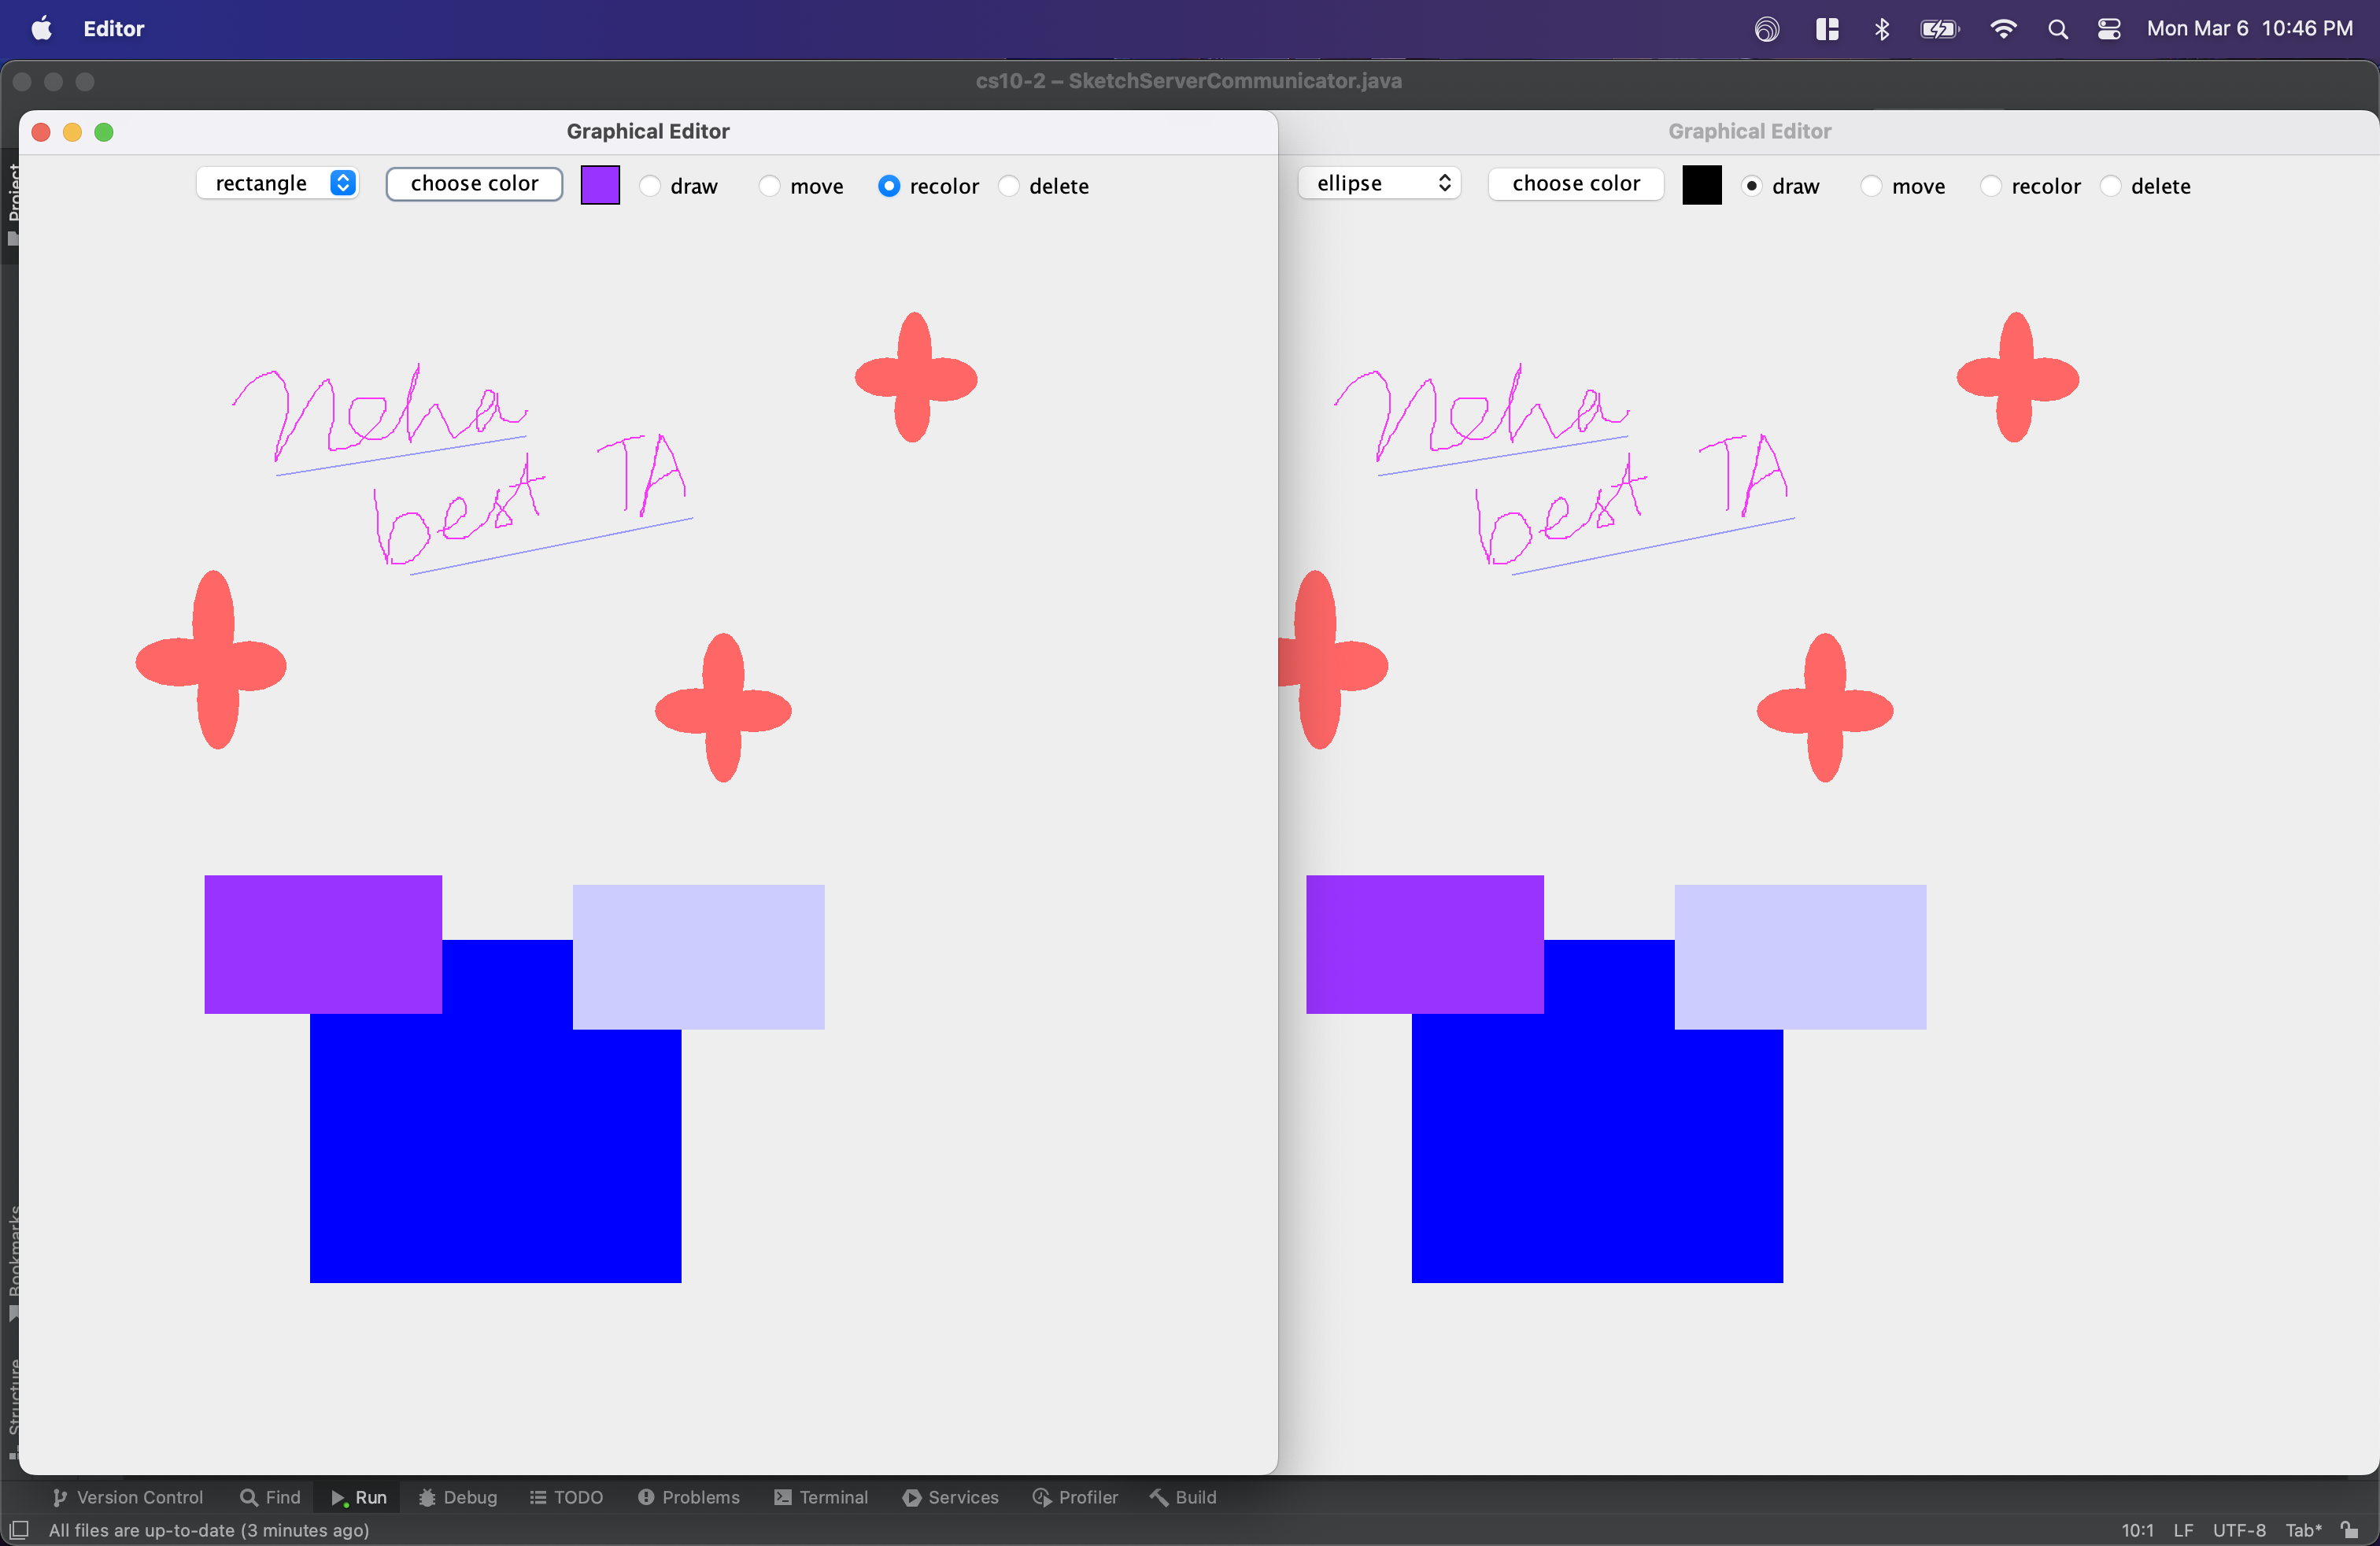 Editor
Mon Mar 6 10:46 PM
cs10-2 – SketchServerCommunicator.java
Graphical Editor
rectangle choose color draw move recolor delete
Neha
best TA
Graphical Editor
ellipse choose color draw move recolor delete
Neha
best TA
Project
Bookmarks
Structure
Version Control Find Run Debug TODO Problems Terminal Services Profiler Build
All files are up-to-date (3 minutes ago)
10:1 LF UTF-8 Tab*